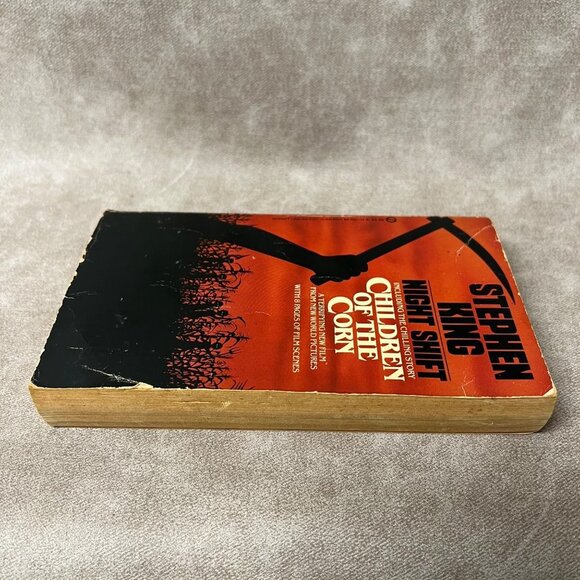 STEPHEN
KING
NIGHT SHIFT
INCLUDING THE CHILLING STORY
CHILDREN
OF THE
CORN
A TERRIFYING NEW FILM
FROM NEW WORLD PICTURES
WITH 8 PAGES OF FILM SCENES